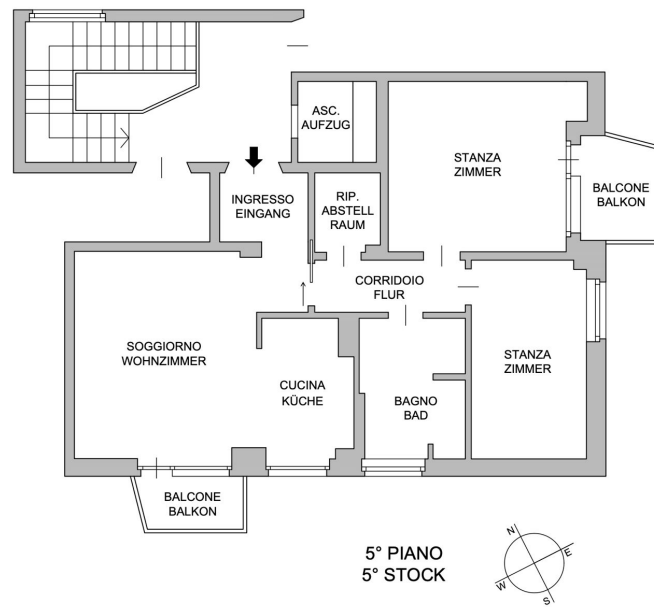 ASC.
AUFZUG
STANZA
ZIMMER
BALCONE
BALKON
INGRESSO
EINGANG
RIP.
ABSTELL
RAUM
CORRIDOIO
FLUR
SOGGIORNO
WOHNZIMMER
STANZA
ZIMMER
CUCINA
KÜCHE
BAGNO
BAD
BALCONE
BALKON
5° PIANO
5° STOCK
N
E
W
S